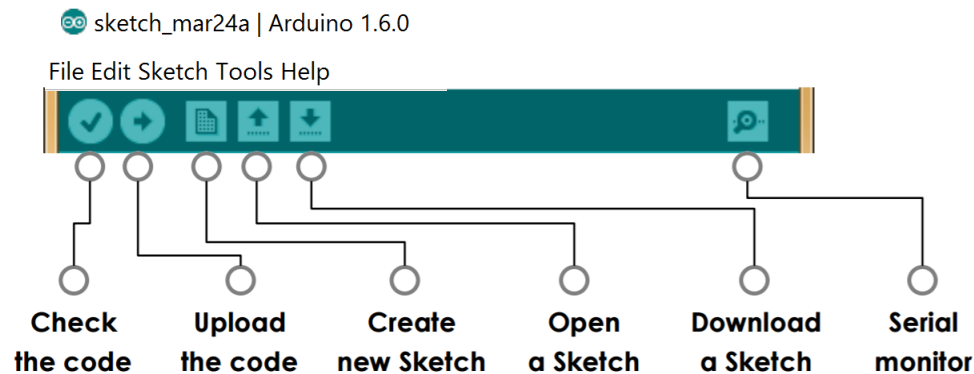 sketch_mar24a | Arduino 1.6.0
File Edit Sketch Tools Help
Check
the code
Upload
the code
Create
new Sketch
Open
a Sketch
Download
a Sketch
Serial
monitor